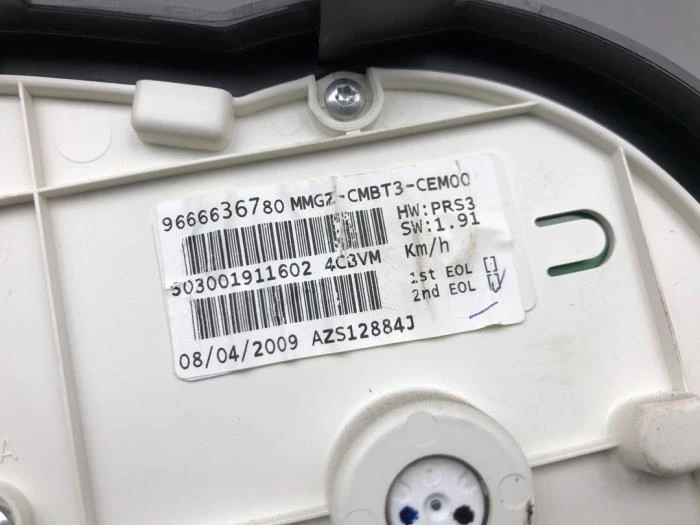 9666636780 MMGZ-CMBT3-CEM00
HW:PRS3
SW:1.91
Km/h
503001911602 4C3VM
1st EOL []
2nd EOL []
08/04/2009 AZS12884J
A